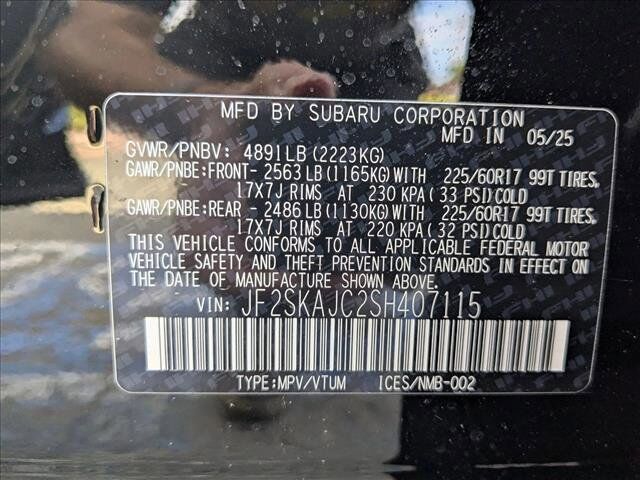 MFD BY SUBARU CORPORATION
MFD IN 05/25
GVWR/PNBV: 4891LB(2223KG)
GAWR/PNBE:FRONT- 2563LB(1165KG)WITH 225/60R17 99T TIRES,
17X7J RIMS AT 230 KPA(33 PSI)COLD
GAWR/PNBE:REAR - 2486LB(1130KG)WITH 225/60R17 99T TIRES,
17X7J RIMS AT 220 KPA(32 PSI)COLD
THIS VEHICLE CONFORMS TO ALL APPLICABLE FEDERAL MOTOR
VEHICLE SAFETY AND THEFT PREVENTION STANDARDS IN EFFECT ON
THE DATE OF MANUFACTURE SHOWN ABOVE.
VIN: JF2SKAJC2SH407115
TYPE:MPV/VTUM ICES/NMB-002